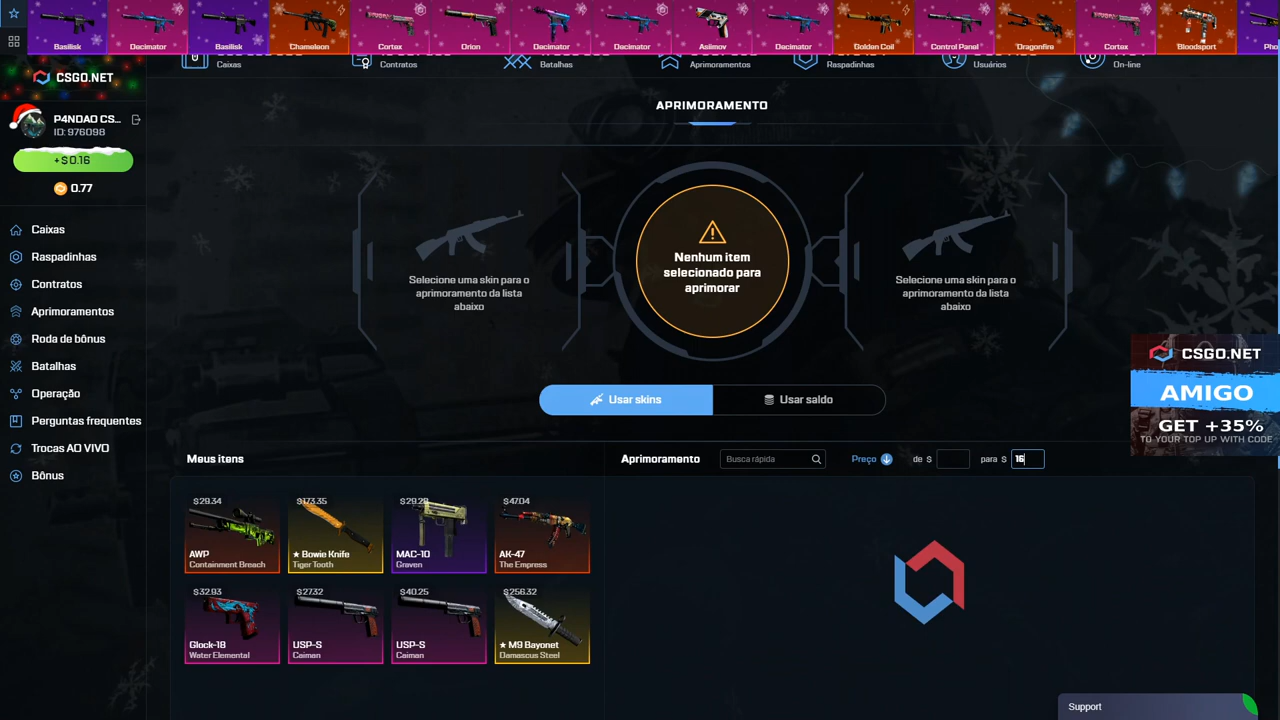 Basilisk
Decimator
Basilisk
Chameleon
Cortex
Orion
Decimator
Decimator
Asiimov
Decimator
Golden Coil
Control Panel
Dragonfire
Cortex
Bloodsport
Caixas
Contratos
Batalhas
Aprimoramentos
Raspadinhas
Usuários
On-line
CSGO.NET
P4NDAO CS...
ID: 976098
+$0.16
0.77
Caixas
Raspadinhas
Contratos
Aprimoramentos
Roda de bônus
Batalhas
Operação
Perguntas frequentes
Trocas AO VIVO
Bônus
APRIMORAMENTO
Selecione uma skin para o
aprimoramento da lista
abaixo
Nenhum item
selecionado para
aprimorar
Selecione uma skin para o
aprimoramento da lista
abaixo
Usar skins
Usar saldo
CSGO.NET
AMIGO
GET +35%
TO YOUR TOP UP WITH CODE
Meus itens
Aprimoramento
Busca rápida
Preço
de $
para $ 16
$29.34
AWP
Containment Breach
$173.35
★ Bowie Knife
Tiger Tooth
$29.28
MAC-10
Graven
$47.04
AK-47
The Empress
$32.93
Glock-18
Water Elemental
$27.32
USP-S
Caiman
$40.25
USP-S
Caiman
$256.32
★ M9 Bayonet
Damascus Steel
Support